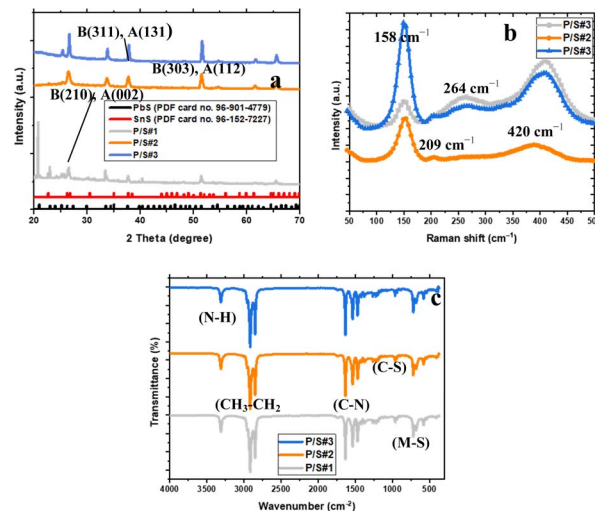 B(311), A(131)
B(303), A(112)
a
B(210), A(002)
PbS (PDF card no. 96-901-4779)
SnS (PDF card no. 96-152-7227)
P/S#1
P/S#2
P/S#3
Intensity (a.u.)
20 30 40 50 60 70
2 Theta (degree)
b
P/S#3
P/S#2
P/S#3
158 cm⁻¹
264 cm⁻¹
209 cm⁻¹
420 cm⁻¹
Intensity (a.u.)
50 100 150 200 250 300 350 400 450 500
Raman shift (cm⁻¹)
c
(N-H)
(C-S)
(CH₃-CH₂
(C-N)
(M-S)
P/S#3
P/S#2
P/S#1
Transmittance (%)
4000 3500 3000 2500 2000 1500 1000 500
Wavenumber (cm⁻²)